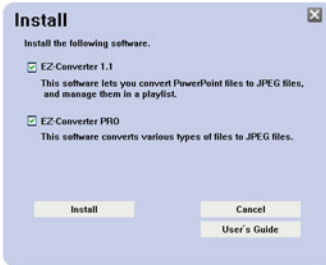 Install
Install the following software.
EZ-Converter 1.1
This software lets you convert PowerPoint files to JPEG files,
and manage them in a playlist.
EZ-Converter PRO
This software converts various types of files to JPEG files.
Install
Cancel
User's Guide